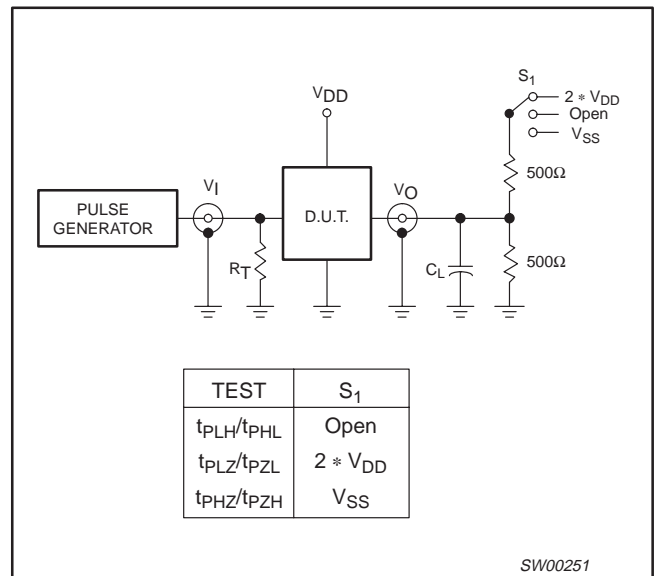 S1
2 * VDD
Open
VSS
VDD
500Ω
PULSE
GENERATOR
VI
D.U.T.
VO
RT
CL
500Ω
TEST S1
tPLH/tPHL Open
tPLZ/tPZL 2 * VDD
tPHZ/tPZH VSS
SW00251